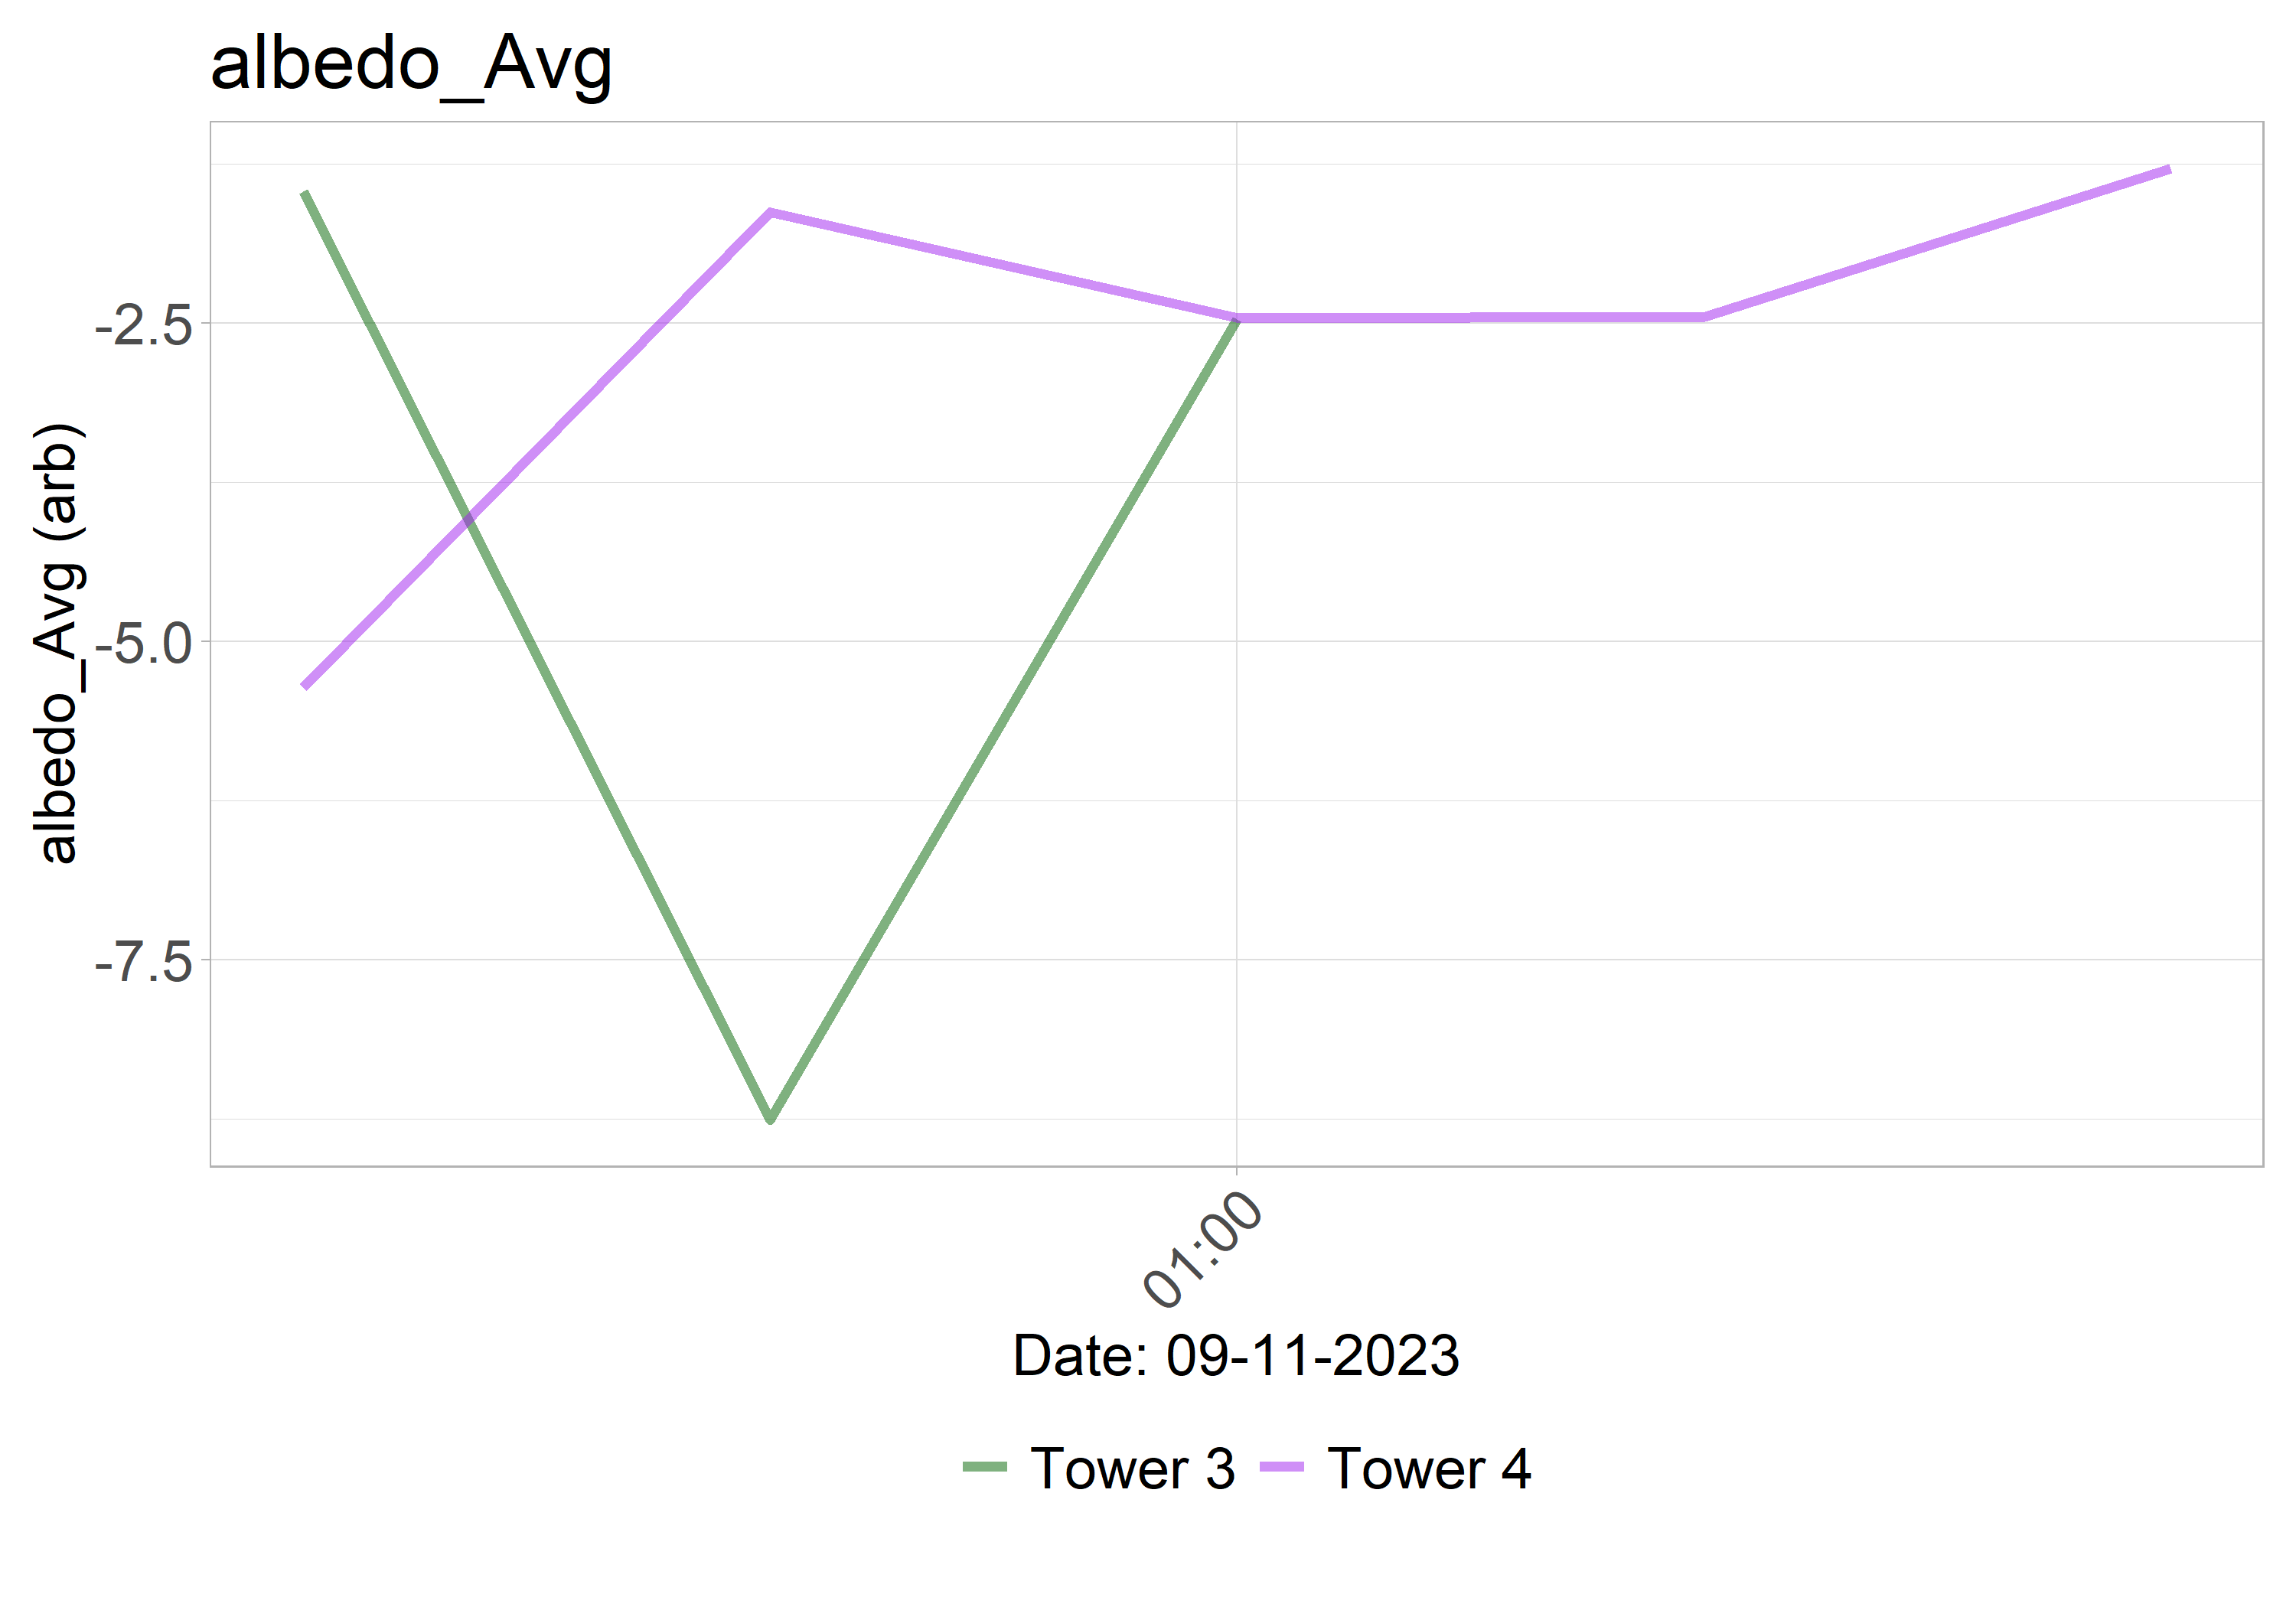 albedo_Avg
albedo_Avg (arb)
-2.5
-5.0
-7.5
01:00
Date: 09-11-2023
Tower 3 Tower 4